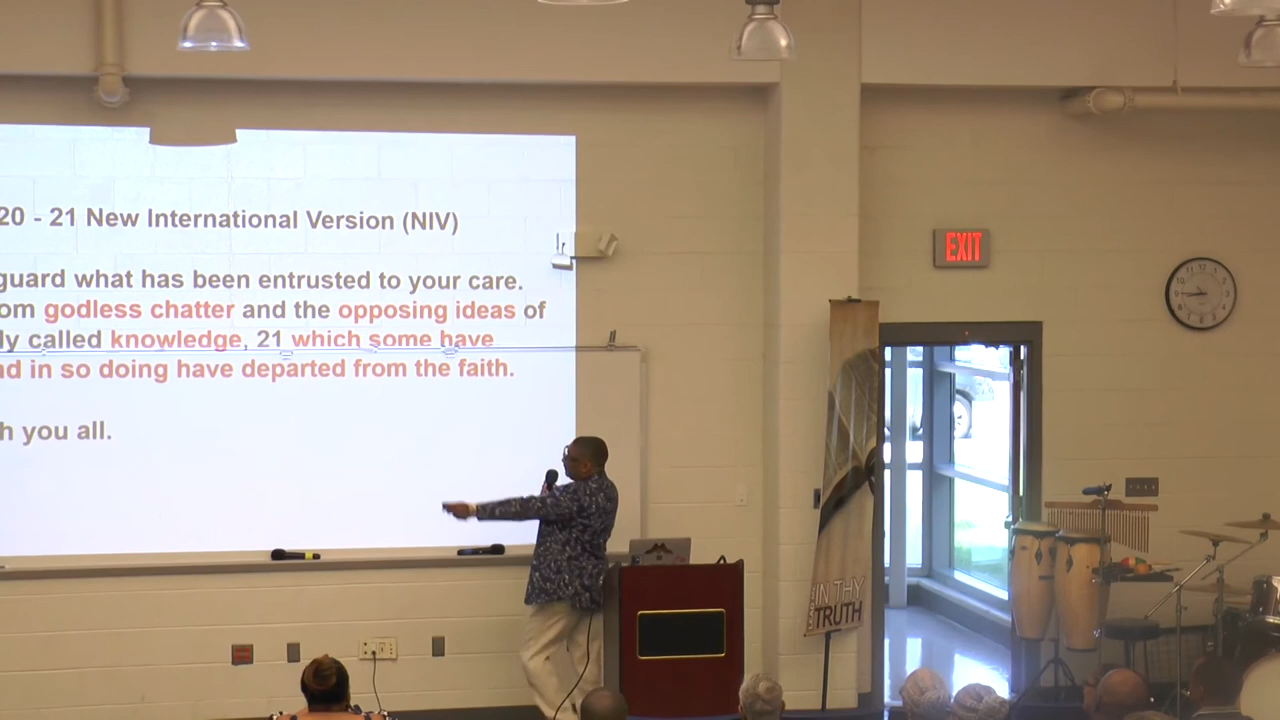 20 - 21 New International Version (NIV)
guard what has been entrusted to your care.
om godless chatter and the opposing ideas of
ly called knowledge, 21 which some have
nd in so doing have departed from the faith.
h you all.
EXIT
IN THY
TRUTH